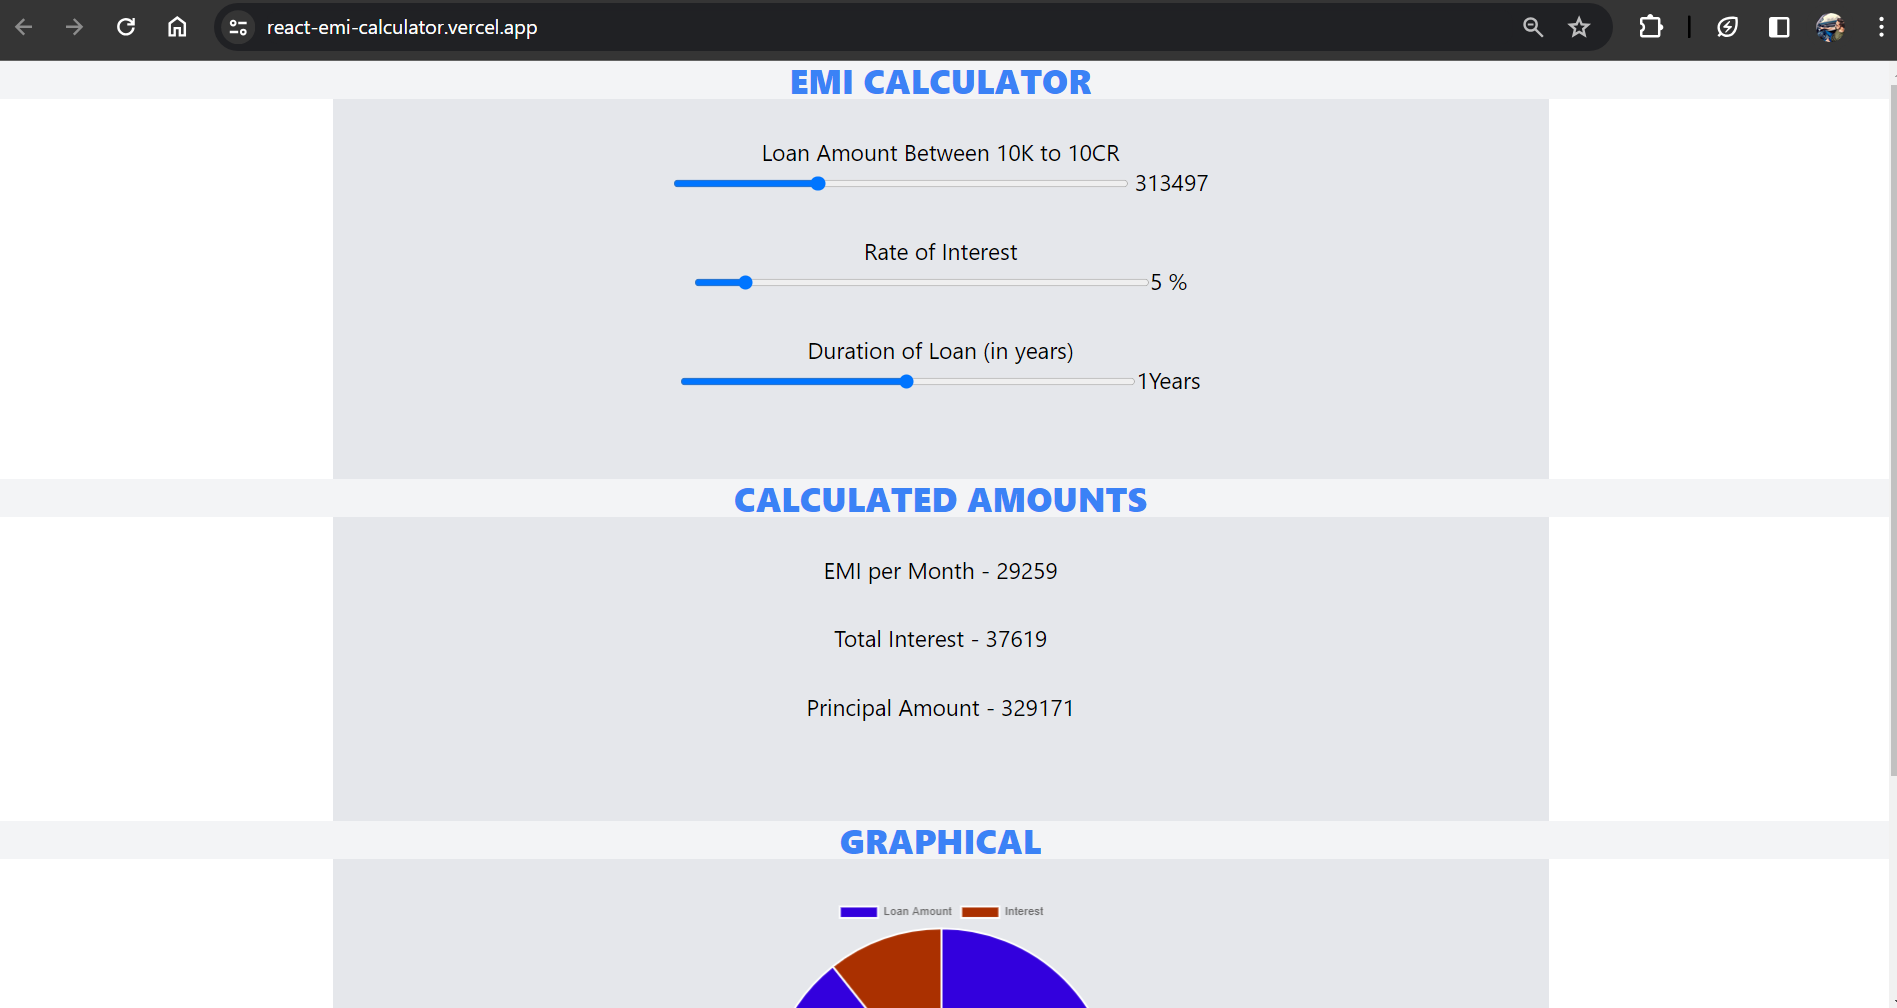 react-emi-calculator.vercel.app
EMI CALCULATOR
Loan Amount Between 10K to 10CR
313497
Rate of Interest
5 %
Duration of Loan (in years)
1Years
CALCULATED AMOUNTS
EMI per Month - 29259
Total Interest - 37619
Principal Amount - 329171
GRAPHICAL
Loan Amount Interest